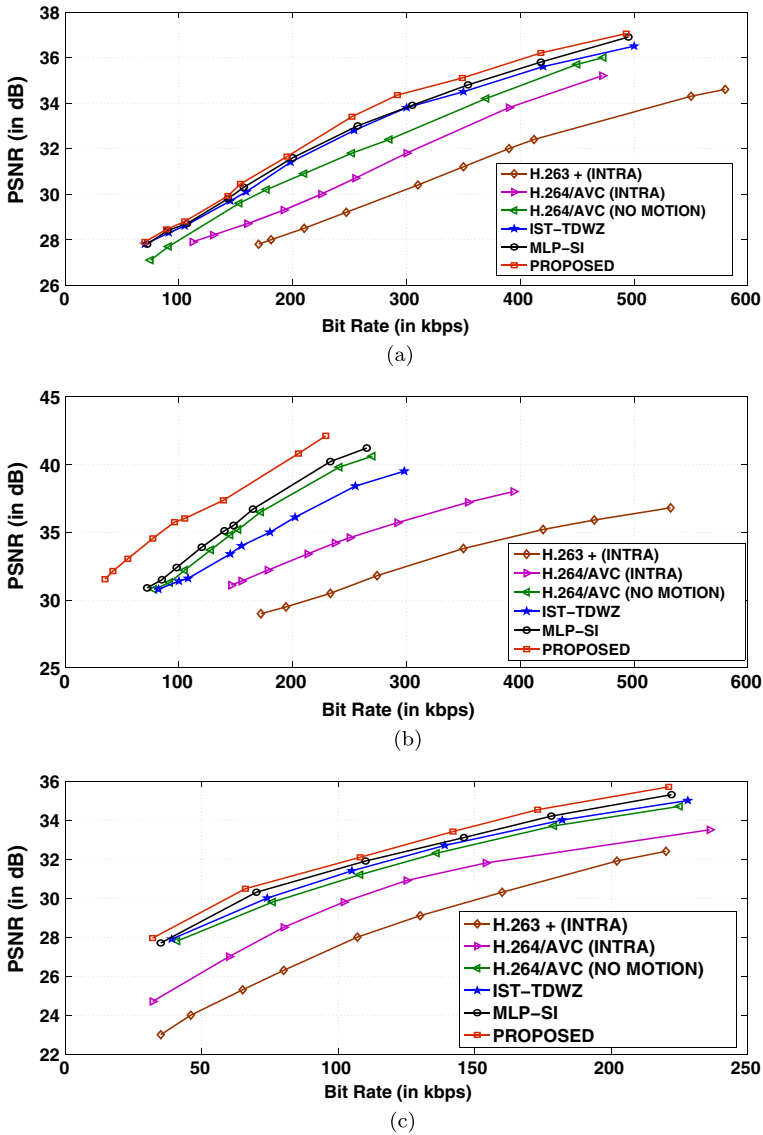 38
36
34
32
30
28
26
PSNR (in dB)
0 100 200 300 400 500 600
Bit Rate (in kbps)
H.263 + (INTRA)
H.264/AVC (INTRA)
H.264/AVC (NO MOTION)
IST−TDWZ
MLP−SI
PROPOSED
(a)
45
40
35
30
25
PSNR (in dB)
0 100 200 300 400 500 600
Bit Rate (in kbps)
H.263 + (INTRA)
H.264/AVC (INTRA)
H.264/AVC (NO MOTION)
IST−TDWZ
MLP−SI
PROPOSED
(b)
36
34
32
30
28
26
24
22
PSNR (in dB)
0 50 100 150 200 250
Bit Rate (in kbps)
H.263 + (INTRA)
H.264/AVC (INTRA)
H.264/AVC (NO MOTION)
IST−TDWZ
MLP−SI
PROPOSED
(c)